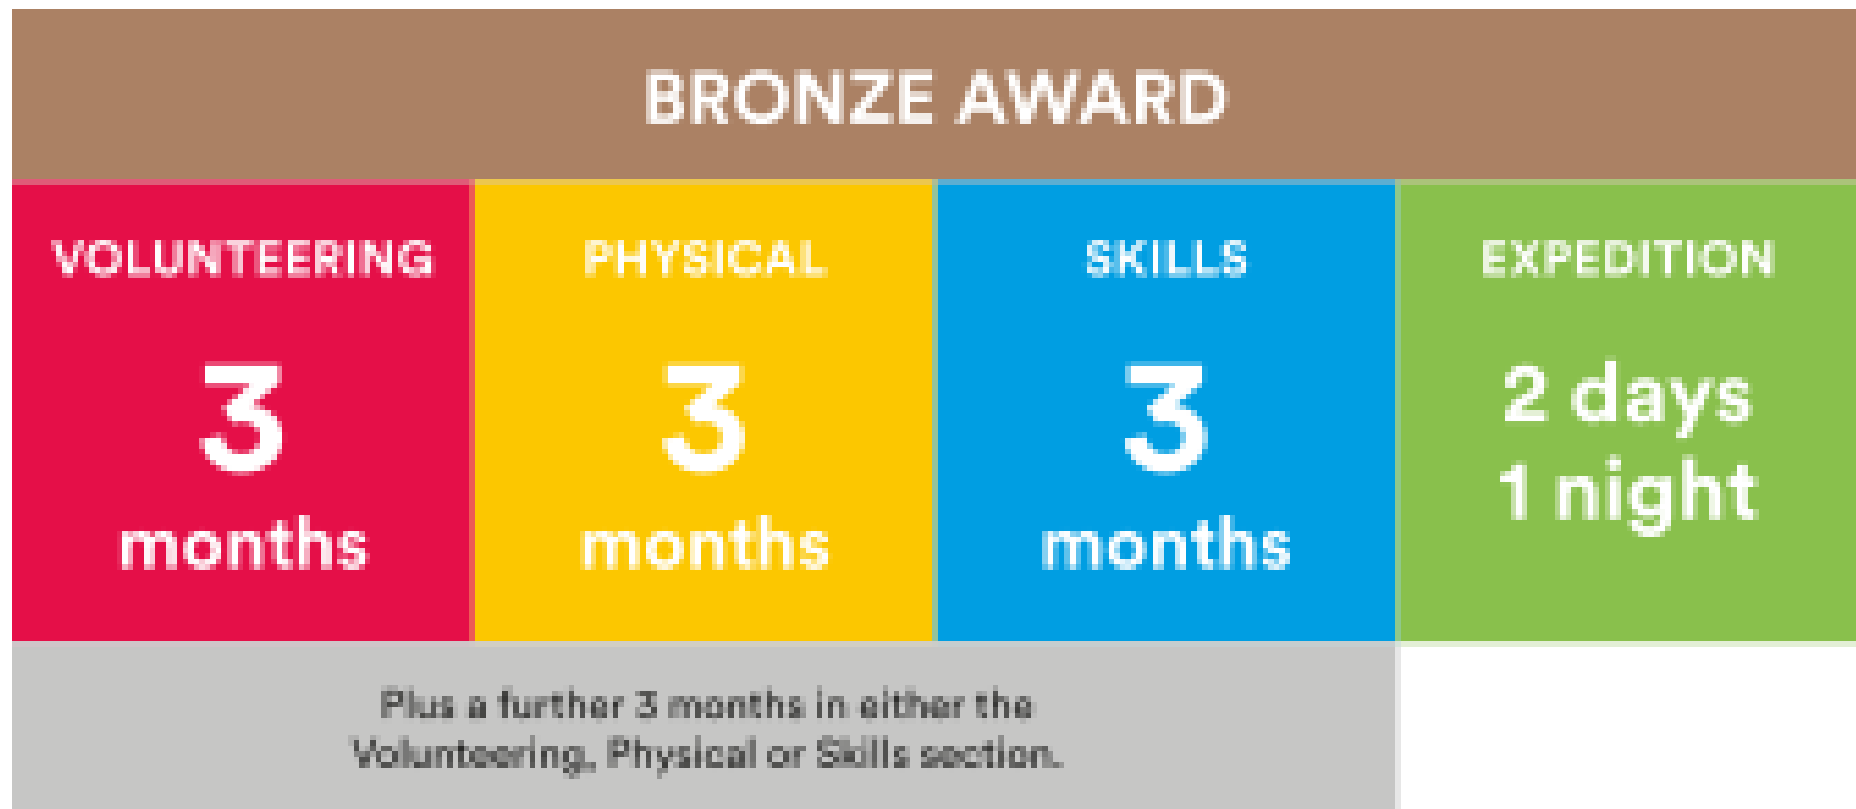 BRONZE AWARD
VOLUNTEERING
3
months
PHYSICAL
3
months
SKILLS
3
months
EXPEDITION
2 days
1 night
Plus a further 3 months in either the
Volunteering, Physical or Skills section.